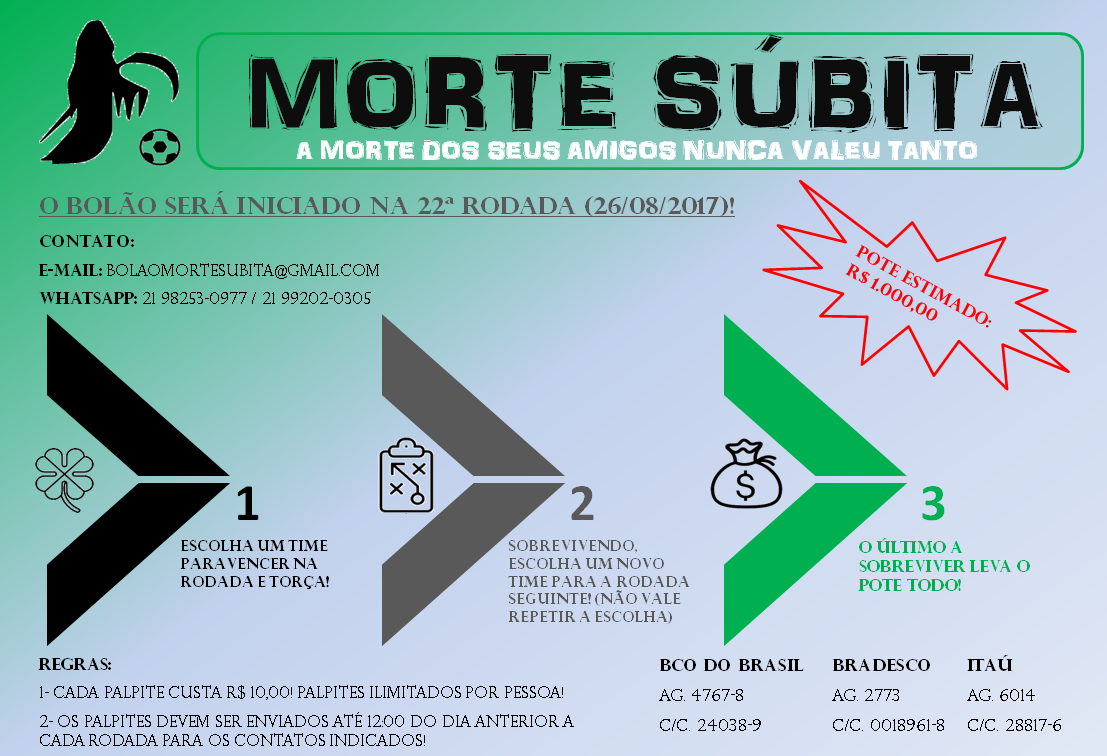 MORTE SÚBITA
A MORTE DOS SEUS AMIGOS NUNCA VALEU TANTO
O BOLÃO SERÁ INICIADO NA 22ª RODADA (26/08/2017)!
CONTATO:
E-MAIL: BOLAOMORTESUBITA@GMAIL.COM
WHATSAPP: 21 98253-0977 / 21 99202-0305
POTE ESTIMADO:
R$ 1.000,00
1
ESCOLHA UM TIME
PARA VENCER NA
RODADA E TORÇA!
2
SOBREVIVENDO,
ESCOLHA UM NOVO
TIME PARA A RODADA
SEGUINTE! (NÃO VALE
REPETIR A ESCOLHA)
$
3
O ÚLTIMO A
SOBREVIVER LEVA O
POTE TODO!
REGRAS:
1- CADA PALPITE CUSTA R$ 10,00! PALPITES ILIMITADOS POR PESSOA!
2- OS PALPITES DEVEM SER ENVIADOS ATÉ 12:00 DO DIA ANTERIOR A
CADA RODADA PARA OS CONTATOS INDICADOS!
BCO DO BRASIL
AG. 4767-8
C/C. 24038-9
BRADESCO
AG. 2773
C/C. 0018961-8
ITAÚ
AG. 6014
C/C. 28817-6